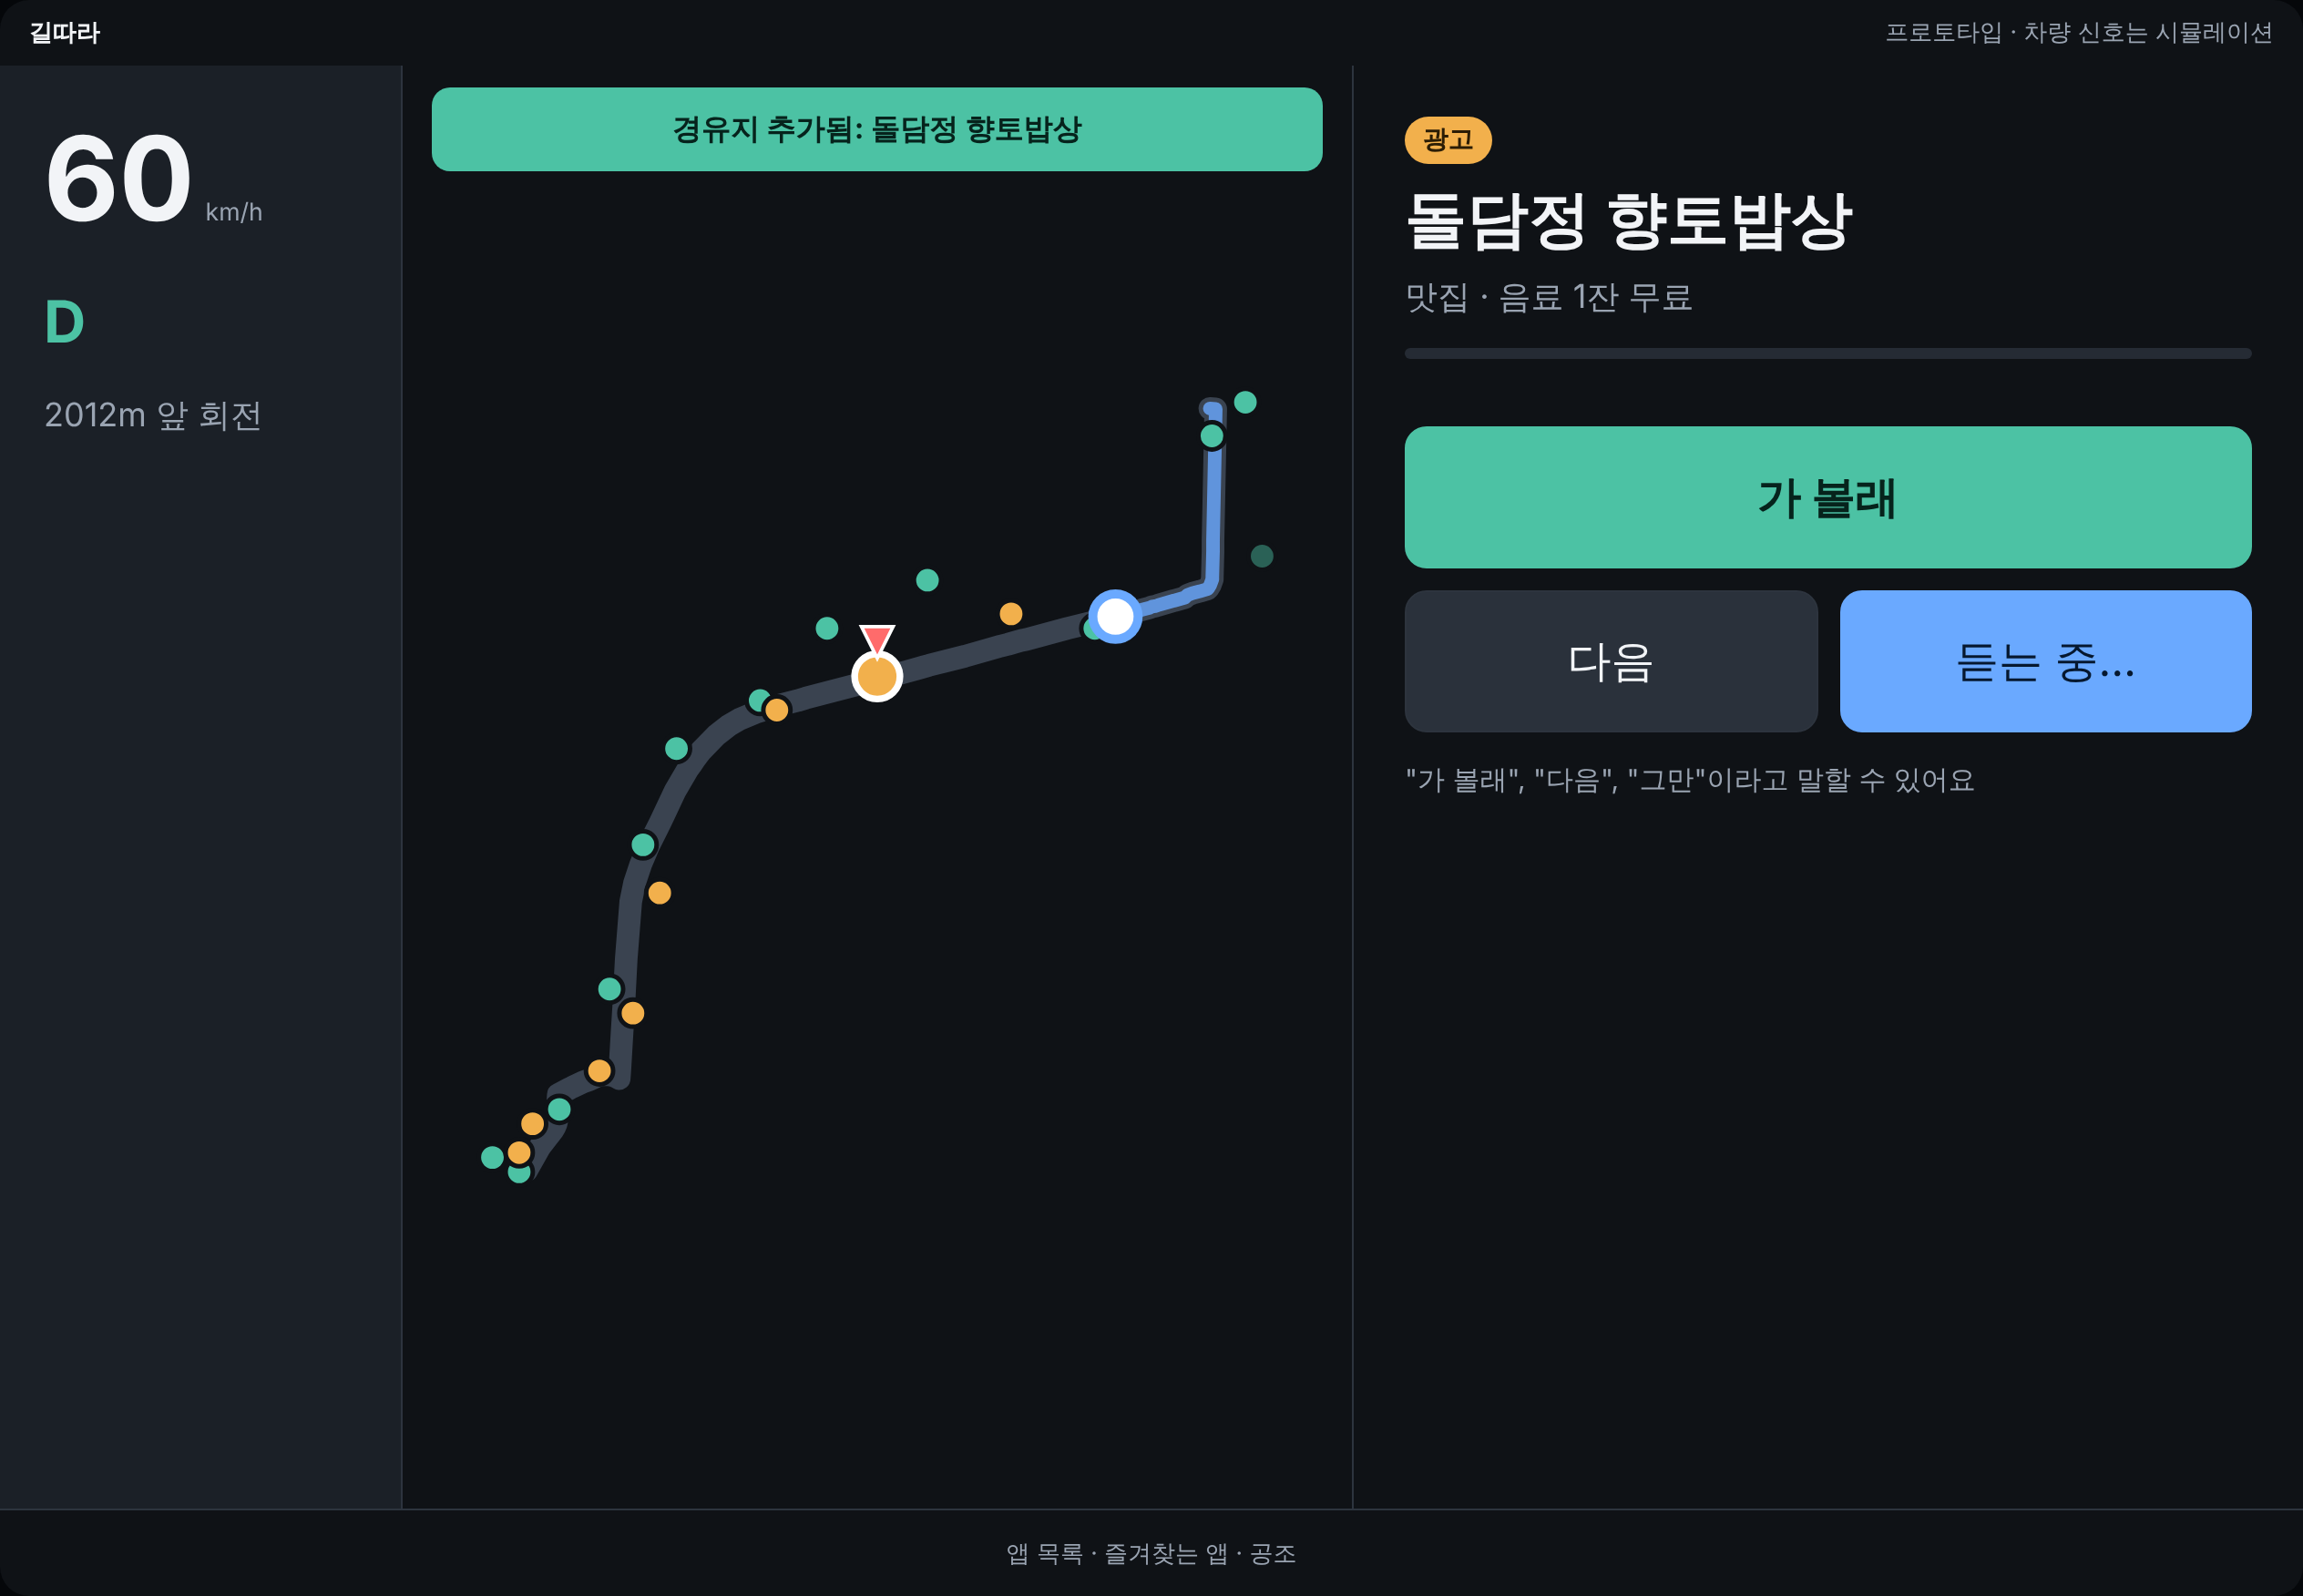 길따라
프로토타입 · 차량 신호는 시뮬레이션
60 km/h
D
2012m 앞 회전
경유지 추가됨: 돌담정 향토밥상
광고
돌담정 향토밥상
맛집 · 음료 1잔 무료
가 볼래
다음
듣는 중...
"가 볼래", "다음", "그만"이라고 말할 수 있어요
앱 목록 · 즐겨찾는 앱 · 공조